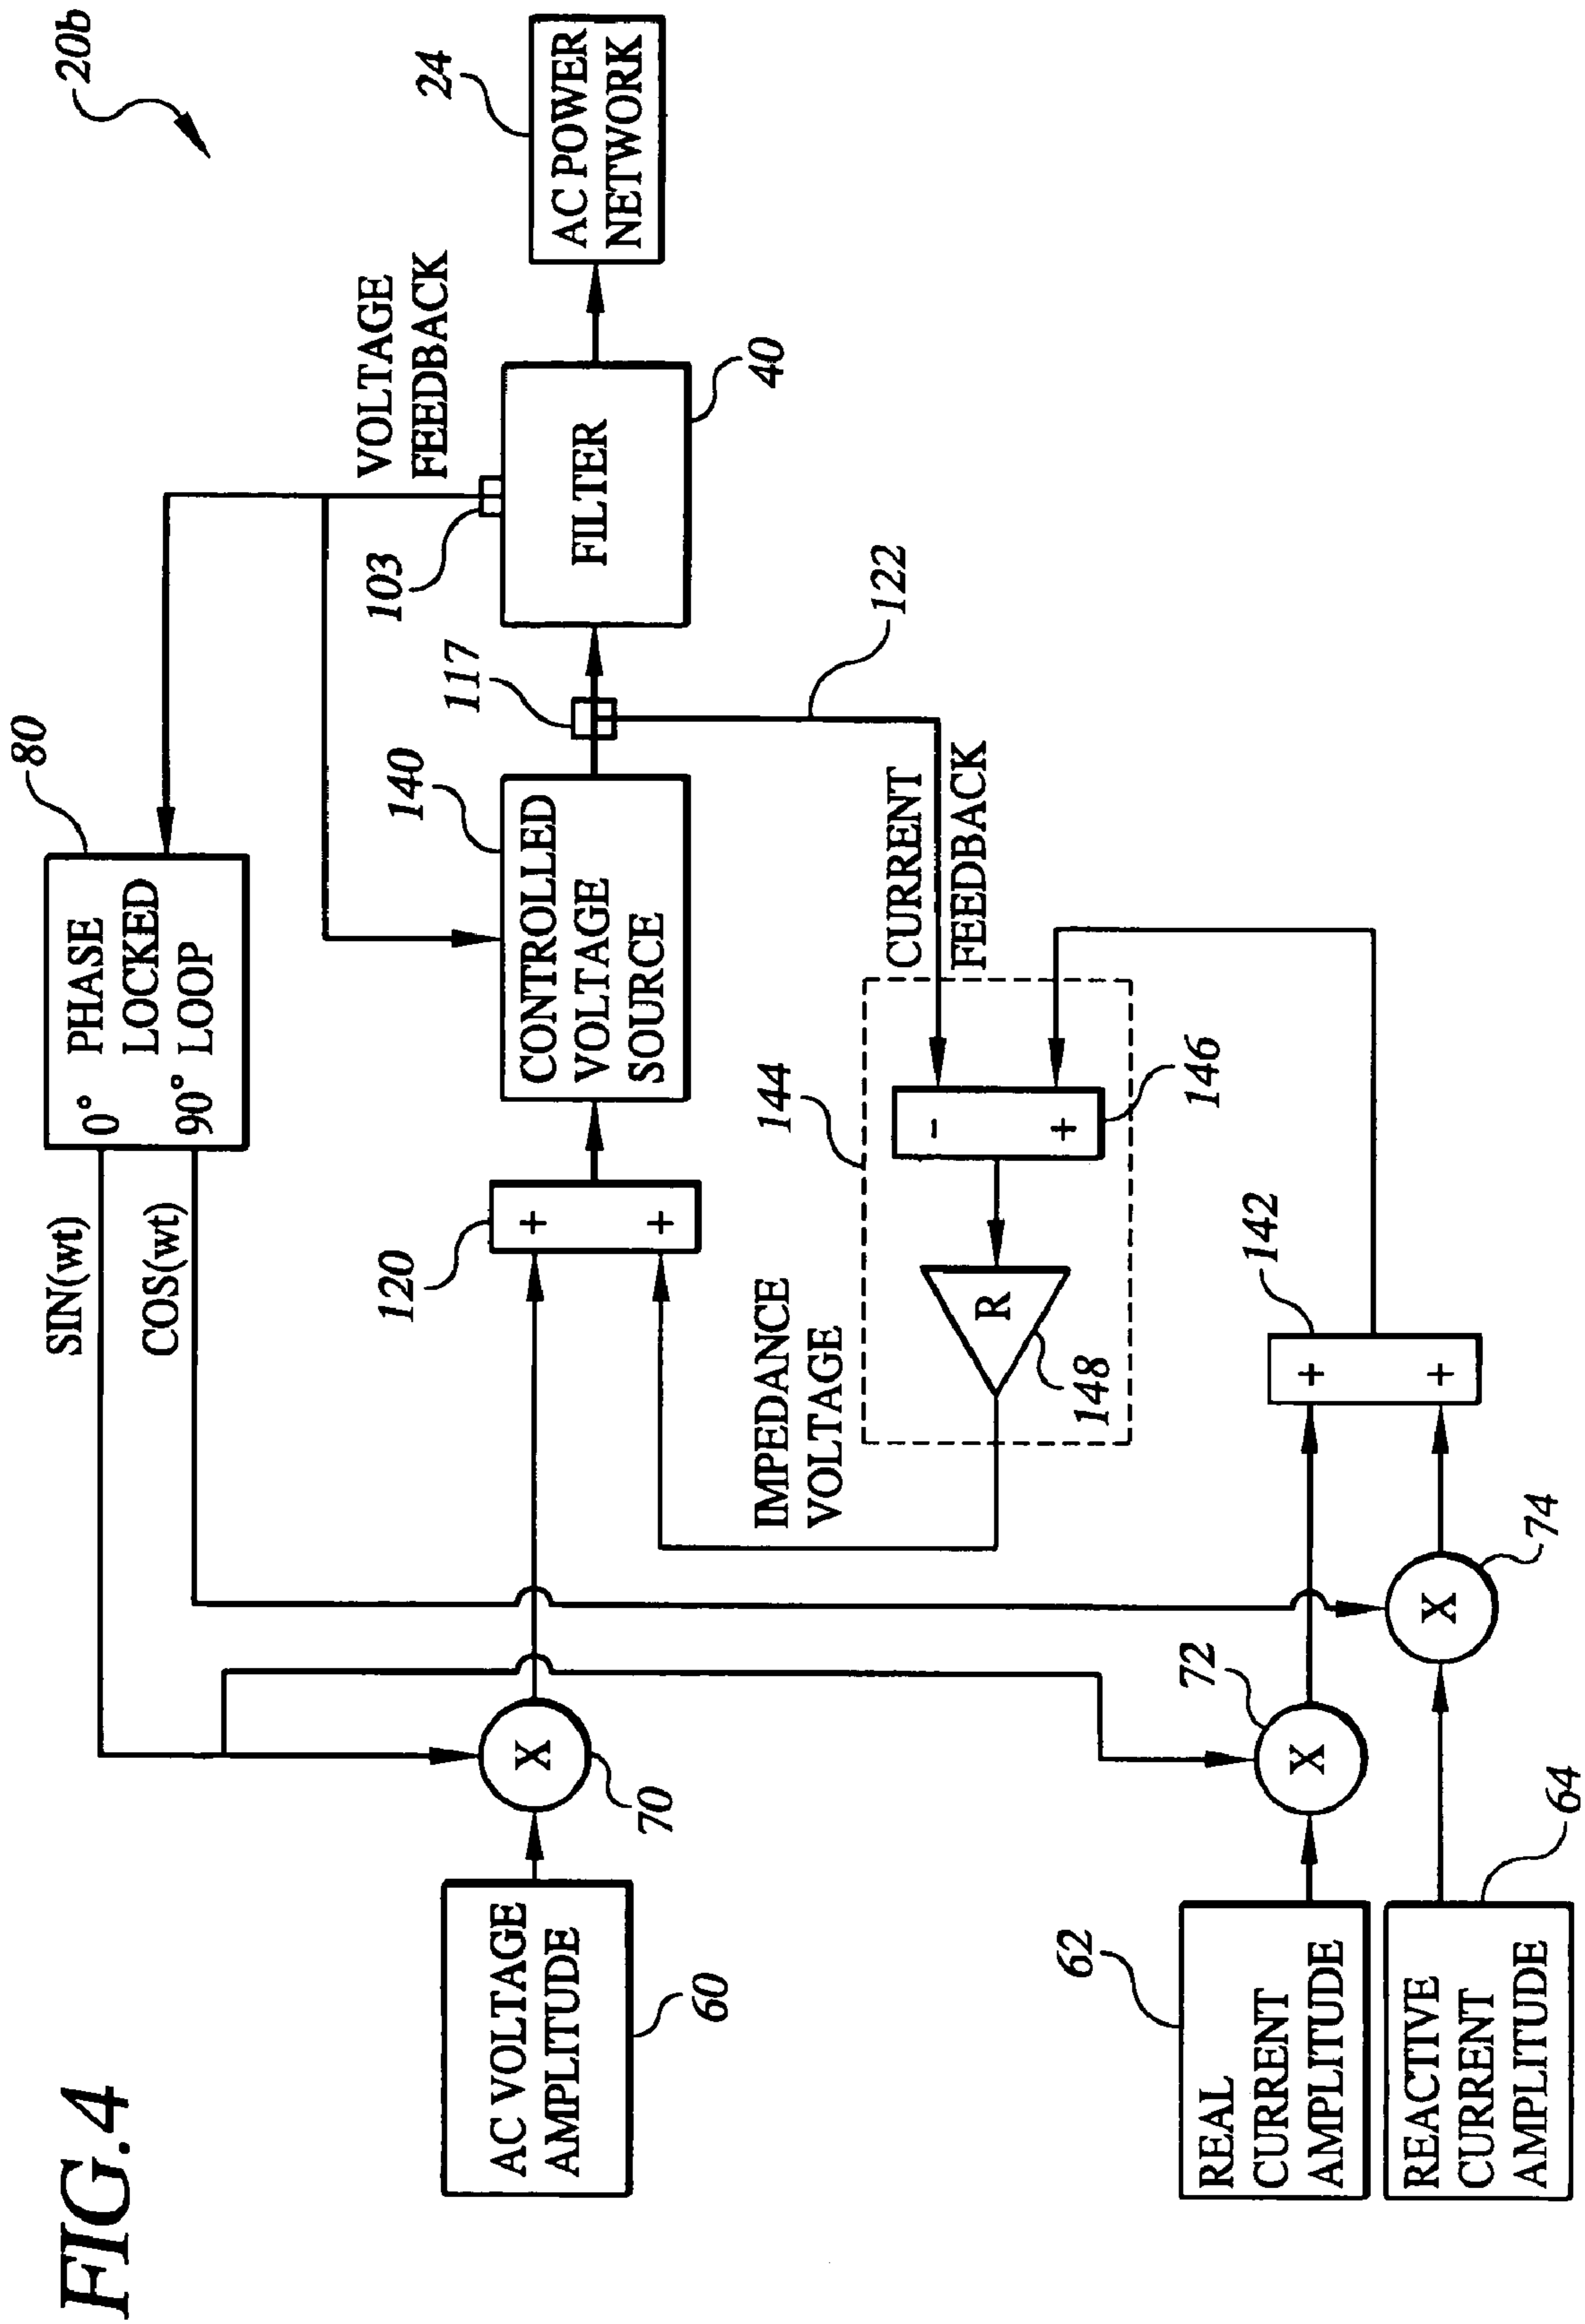 FIG.4
20b
80
0° PHASE
LOCKED
90° LOOP
SIN(wt)
COS(wt)
VOLTAGE
FEEDBACK
103
24
AC POWER
NETWORK
AC VOLTAGE
AMPLITUDE
60
X
70
120
+
+
140
CONTROLLED
VOLTAGE
SOURCE
117
FILTER
40
122
CURRENT
FEEDBACK
IMPEDANCE
VOLTAGE
144
-
+
146
R
148
142
+
+
62
REAL
CURRENT
AMPLITUDE
72
X
REACTIVE
CURRENT
AMPLITUDE
64
X
74